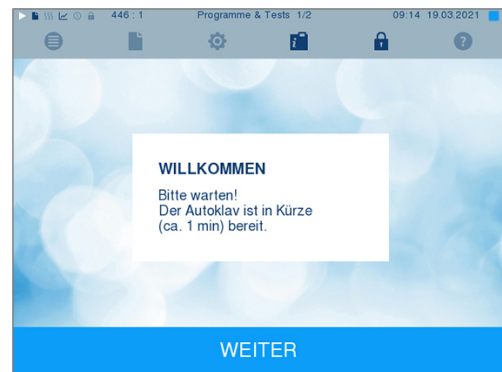 446 : 1 Programme & Tests 1/2 09:14 19.03.2021
WILLKOMMEN
Bitte warten!
Der Autoklav ist in Kürze
(ca. 1 min) bereit.
WEITER